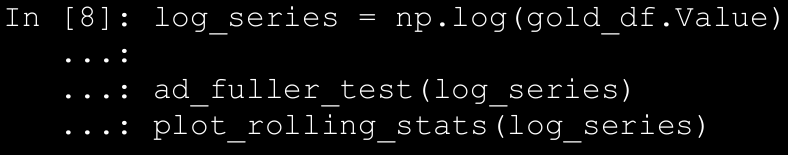 In [8]: log_series = np.log(gold_df.Value)
...:
...: ad_fuller_test(log_series)
...: plot_rolling_stats(log_series)